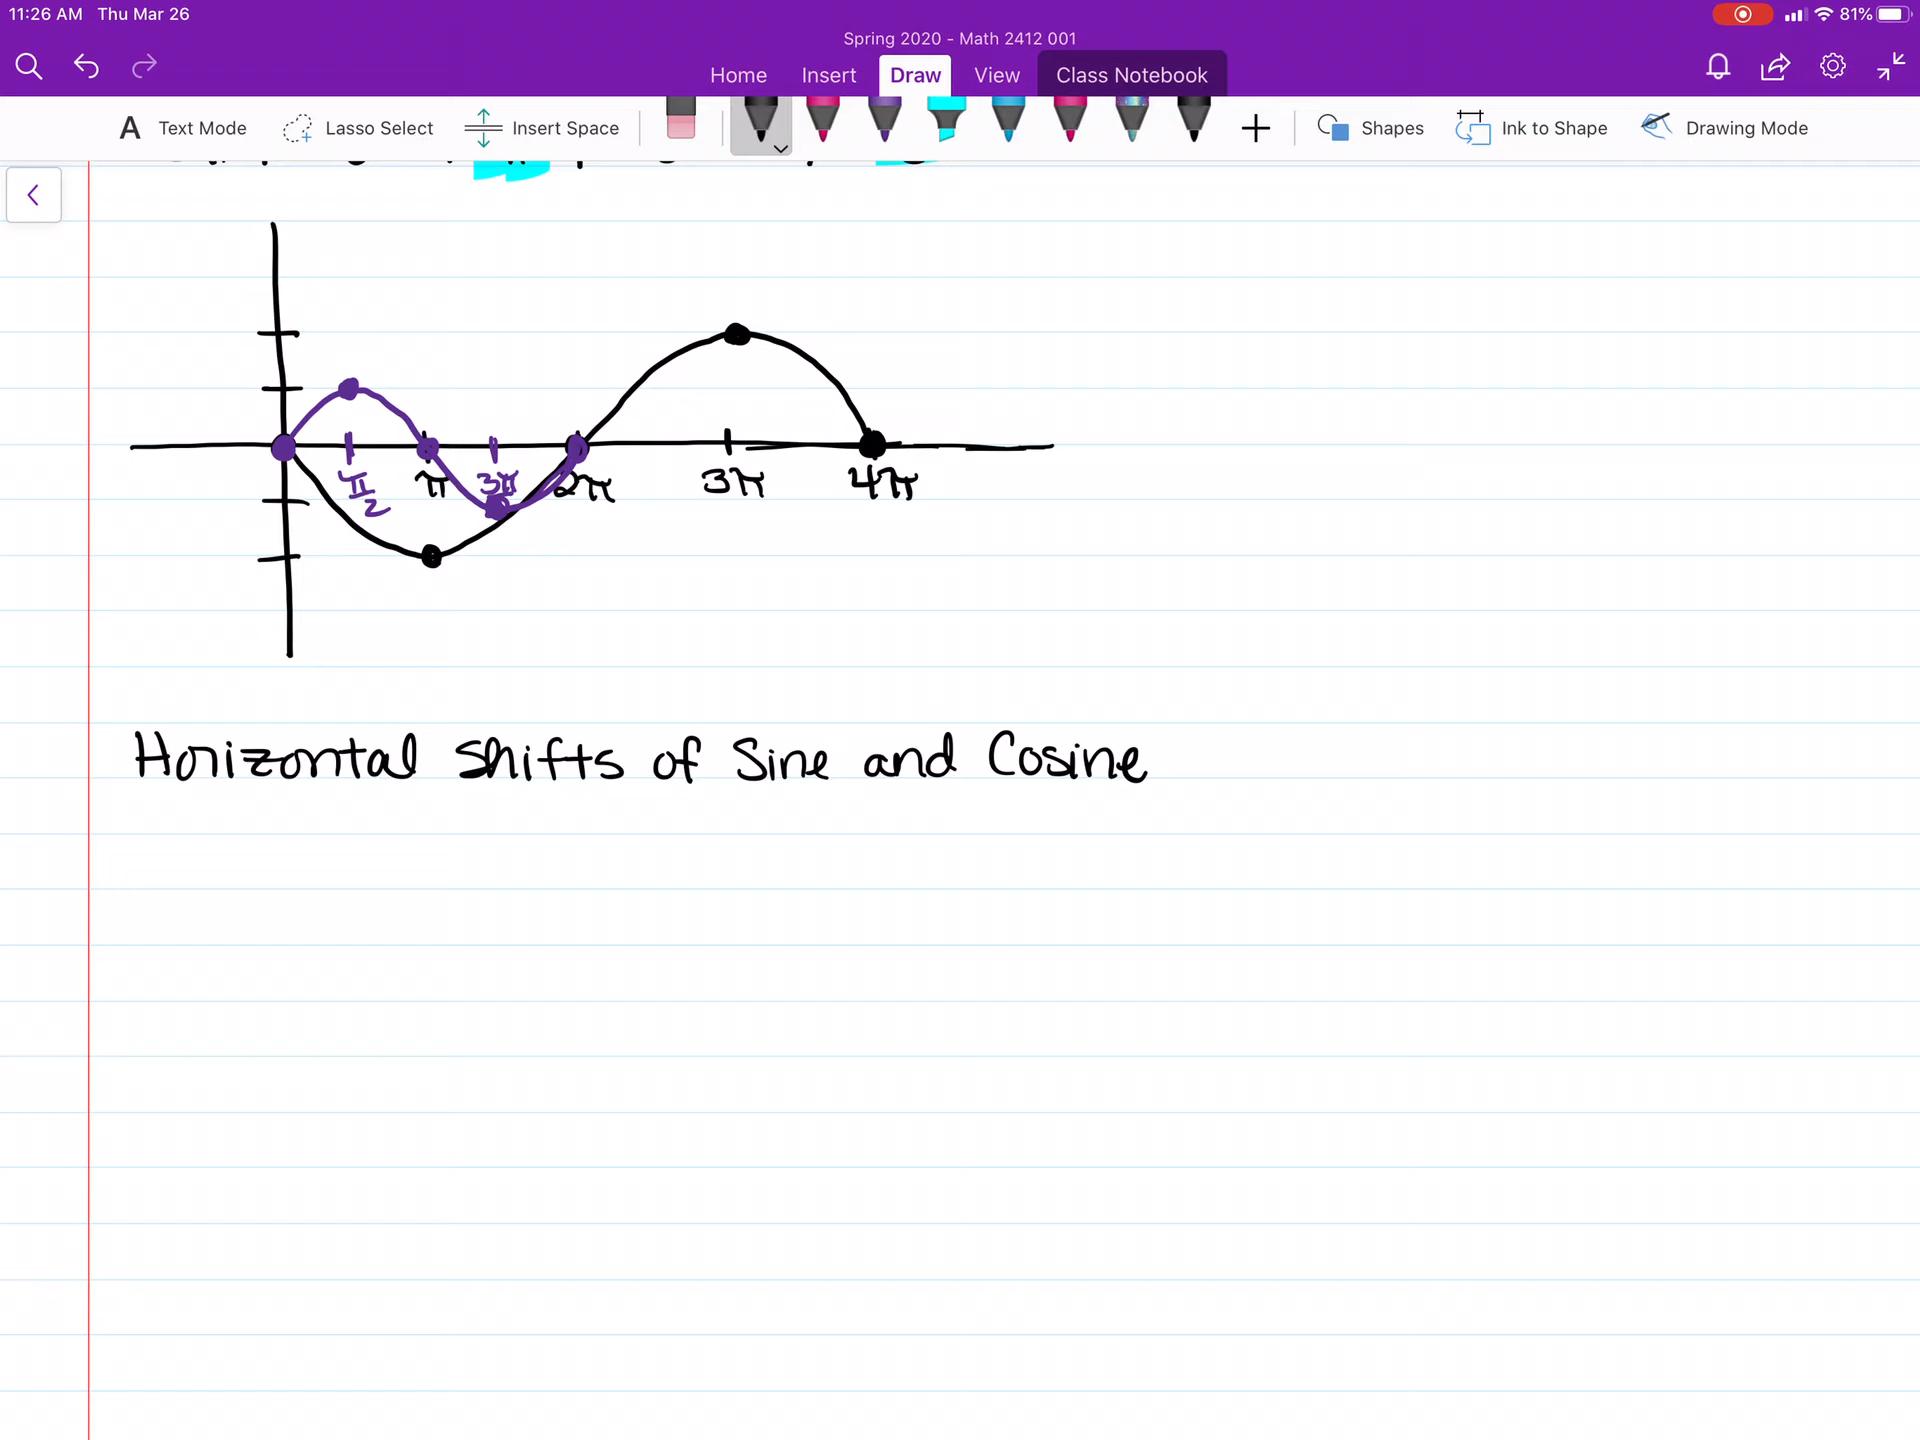 11:26 AM Thu Mar 26
81%
Spring 2020 - Math 2412 001
Home Insert Draw View Class Notebook
A Text Mode Lasso Select Insert Space Shapes Ink to Shape Drawing Mode
π/2 π 3π 2π 3π 4π
Horizontal Shifts of Sine and Cosine